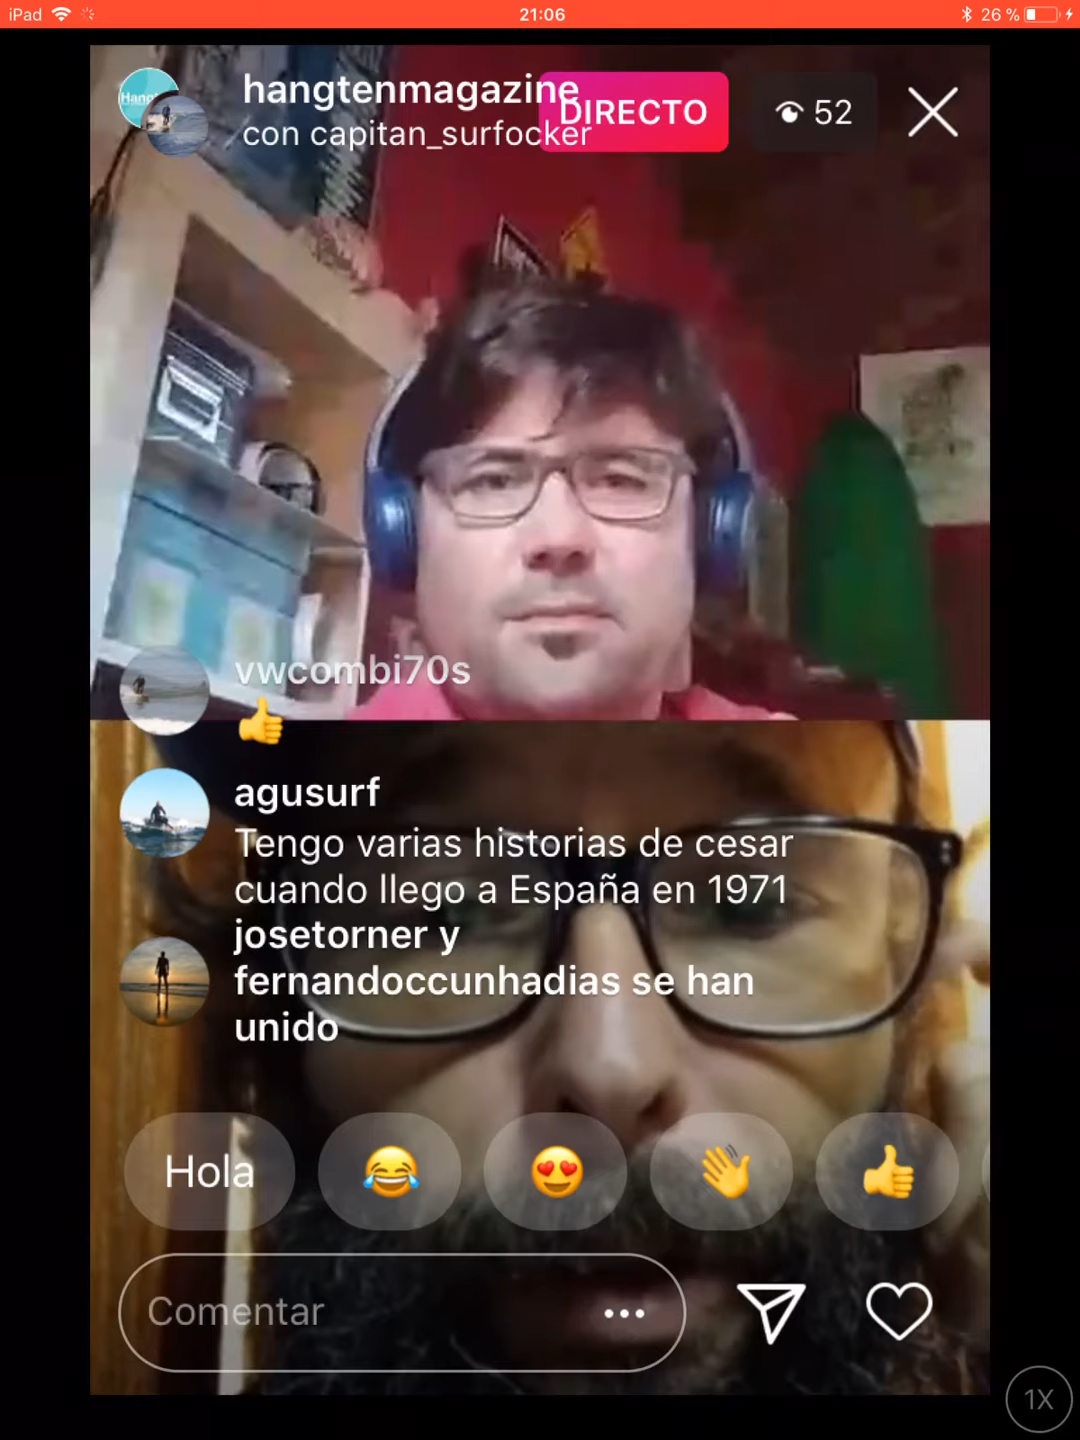 iPad
21:06
26 %
Hang
hangtenmagazine
con capitan_surfocker
DIRECTO
52
vwcombi70s
👍
agusurf
Tengo varias historias de cesar
cuando llego a España en 1971
josetorner y
fernandoccunhadias se han
unido
Hola 😂 😍 👋 👍
Comentar
1X